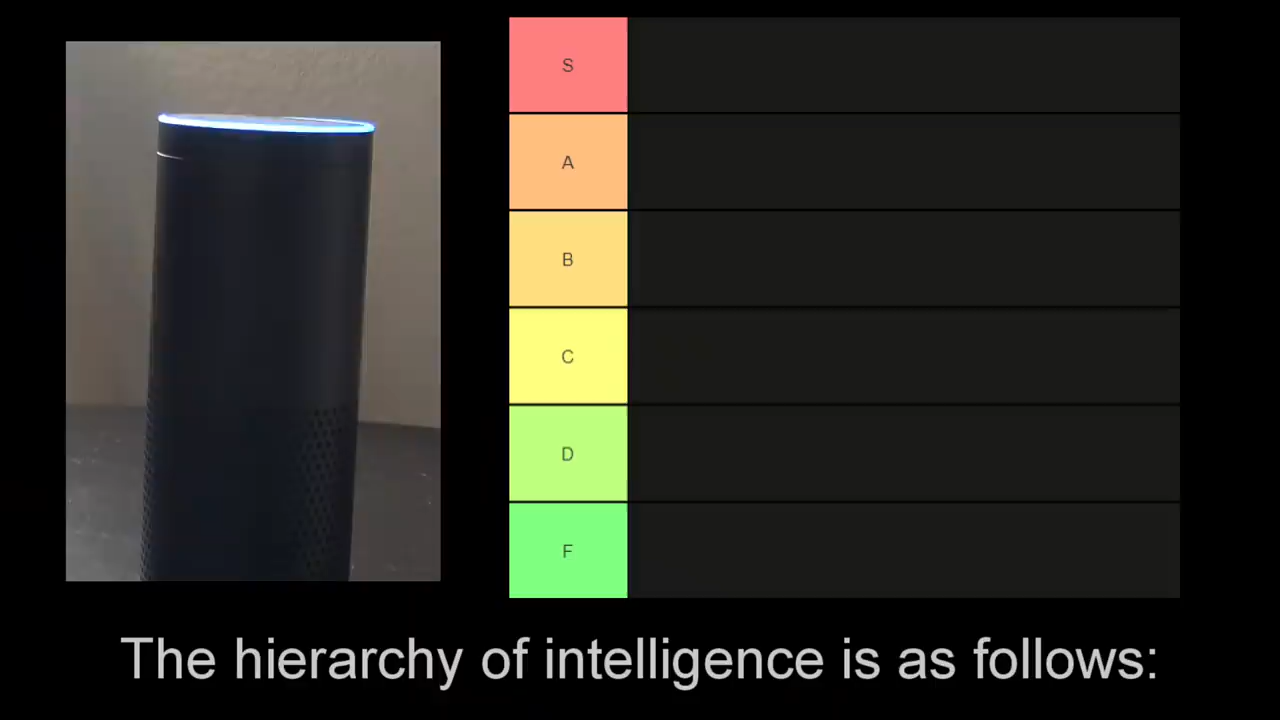 S
A
B
C
D
F
The hierarchy of intelligence is as follows: